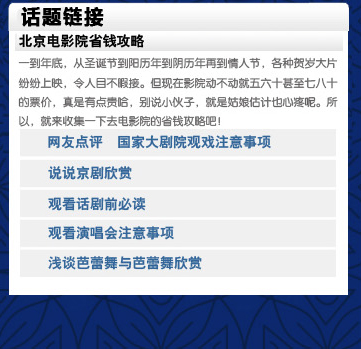 话题链接
北京电影院省钱攻略
一到年底，从圣诞节到阳历年到阴历年再到情人节，各种贺岁大片
纷纷上映，令人目不暇接。但现在影院动不动就五六十甚至七八十
的票价，真是有点贵哈，别说小伙子，就是姑娘估计也心疼呢。所
以，就来收集一下去电影院的省钱攻略吧！
网友点评　国家大剧院观戏注意事项
说说京剧欣赏
观看话剧前必读
观看演唱会注意事项
浅谈芭蕾舞与芭蕾舞欣赏